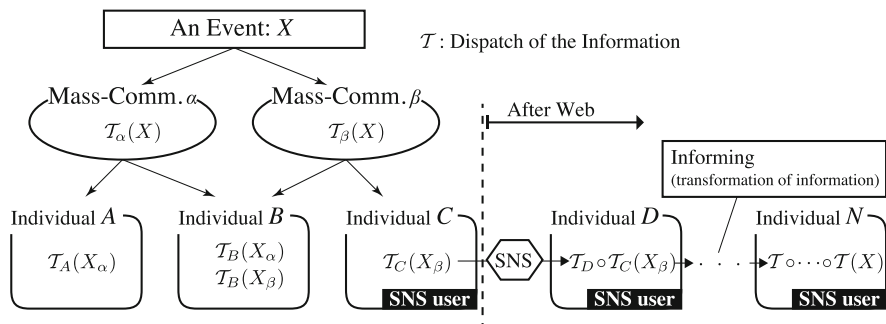 An Event: X
𝒯 : Dispatch of the Information
Mass-Comm. α
Mass-Comm. β
𝒯_α(X)
𝒯_β(X)
After Web
Informing
(transformation of information)
Individual A
Individual B
Individual C
Individual D
Individual N
𝒯_A(X_α)
𝒯_B(X_α)
𝒯_B(X_β)
𝒯_C(X_β)
SNS
𝒯_D∘𝒯_C(X_β)
· · ·
𝒯∘⋯∘𝒯(X)
SNS user
SNS user
SNS user